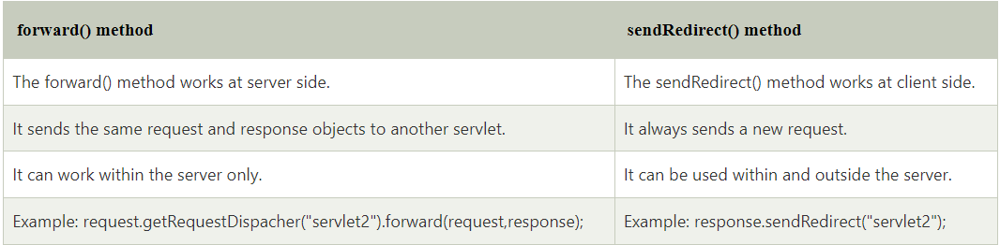 forward() method sendRedirect() method
The forward() method works at server side. The sendRedirect() method works at client side.
It sends the same request and response objects to another servlet. It always sends a new request.
It can work within the server only. It can be used within and outside the server.
Example: request.getRequestDispacher("servlet2").forward(request,response); Example: response.sendRedirect("servlet2");